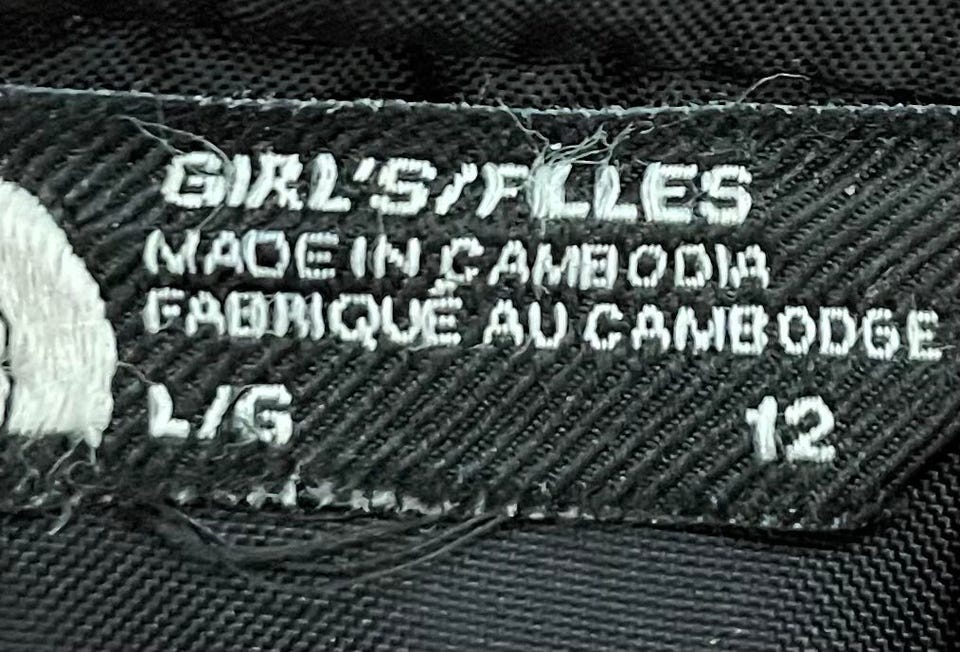 GIRL'S/FILLES
MADE IN CAMBODIA
FABRIQUÉ AU CAMBODGE
L/G 12